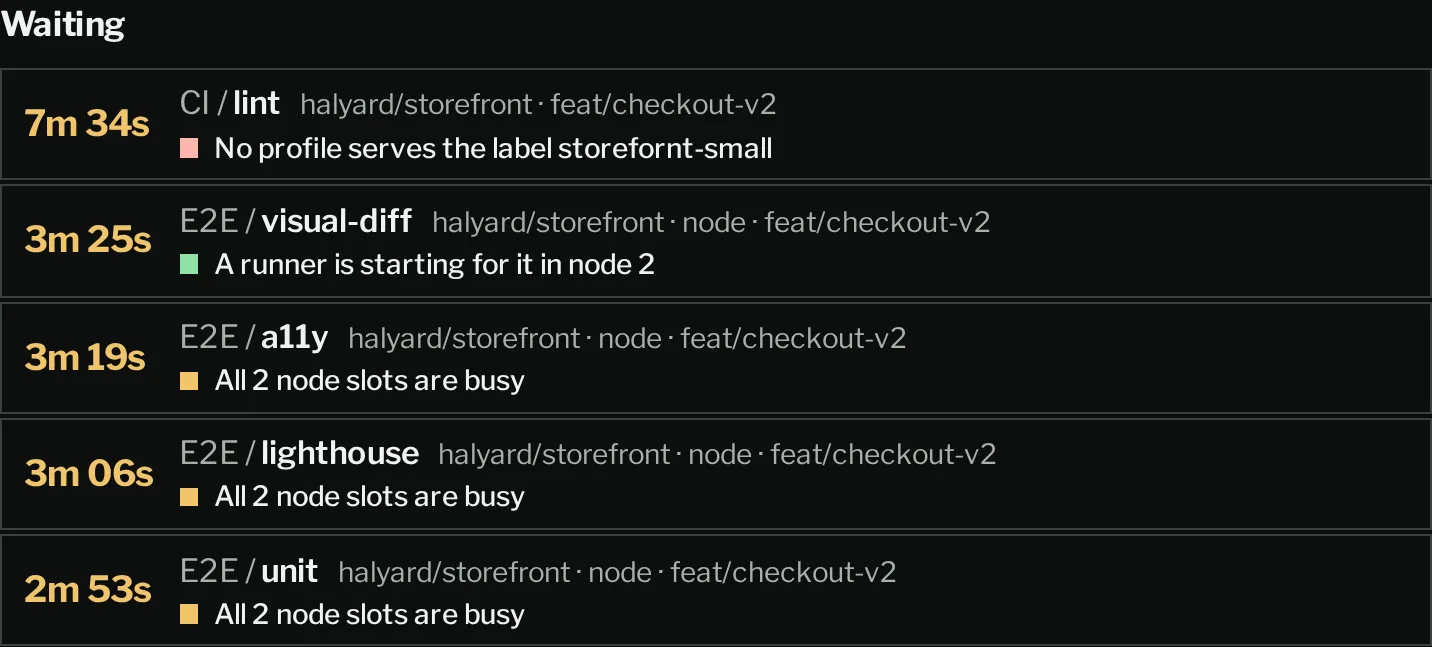 Waiting
7m 34s
CI / lint halyard/storefront · feat/checkout-v2
No profile serves the label storefornt-small
3m 25s
E2E / visual-diff halyard/storefront · node · feat/checkout-v2
A runner is starting for it in node 2
3m 19s
E2E / a11y halyard/storefront · node · feat/checkout-v2
All 2 node slots are busy
3m 06s
E2E / lighthouse halyard/storefront · node · feat/checkout-v2
All 2 node slots are busy
2m 53s
E2E / unit halyard/storefront · node · feat/checkout-v2
All 2 node slots are busy